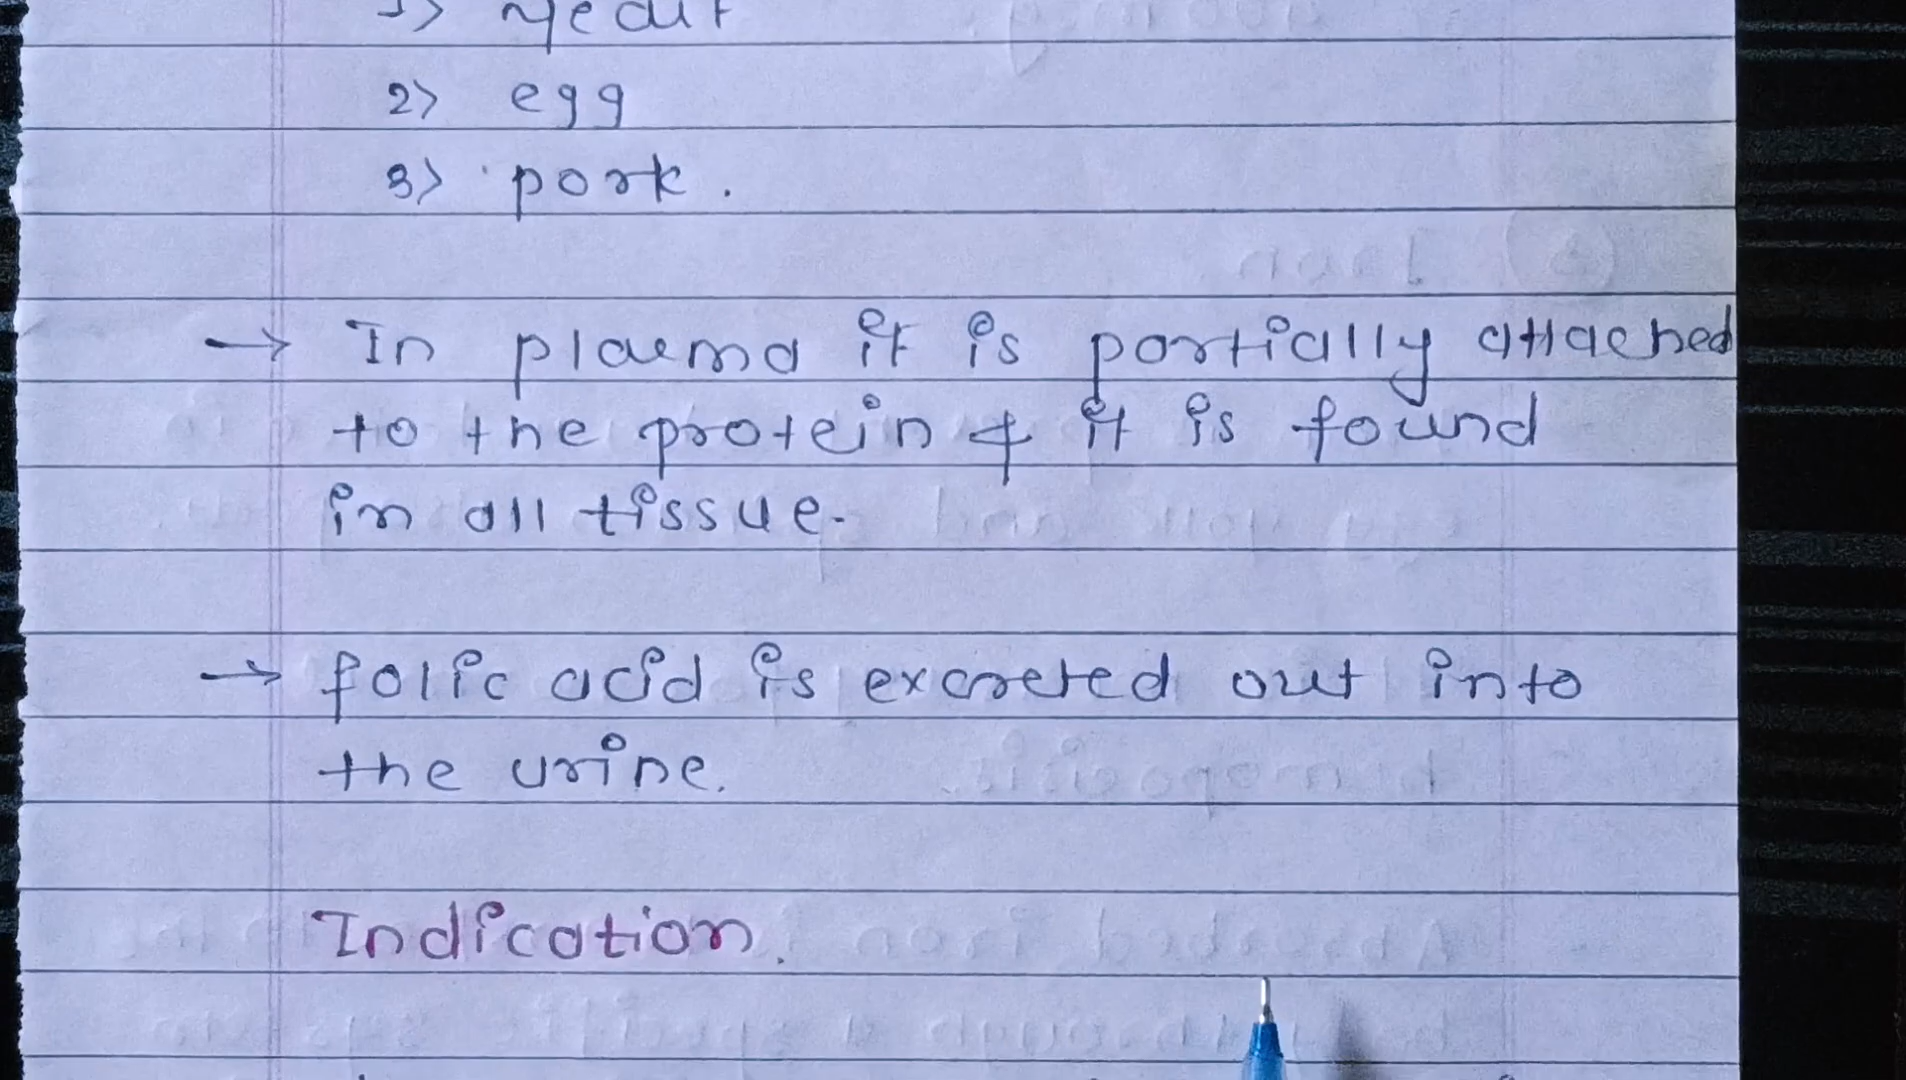 2) egg
3) pork.
→ In plasma it is partially attached
to the protein & it is found
in all tissue.
→ folic acid is excreted out into
the urine.
Indication.